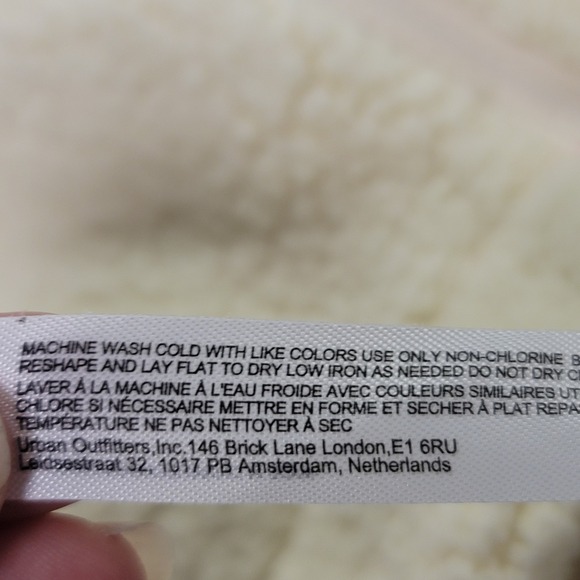 MACHINE WASH COLD WITH LIKE COLORS USE ONLY NON-CHLORINE
RESHAPE AND LAY FLAT TO DRY LOW IRON AS NEEDED DO NOT DRY
LAVER À LA MACHINE À L'EAU FROIDE AVEC COULEURS SIMILAIRES
CHLORE SI NÉCESSAIRE METTRE EN FORME ET SECHER À PLAT
TEMPÉRATURE NE PAS NETTOYER À SEC
Urban Outfitters,Inc.146 Brick Lane London,E1 6RU
Leidsestraat 32, 1017 PB Amsterdam, Netherlands